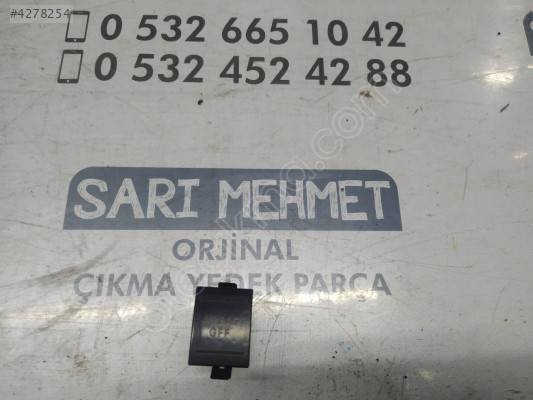 #4278254
0 532 665 10 42
0 532 452 42 88
SARI MEHMET
ORJİNAL
ÇIKMA YEDEK PARÇA
OFF